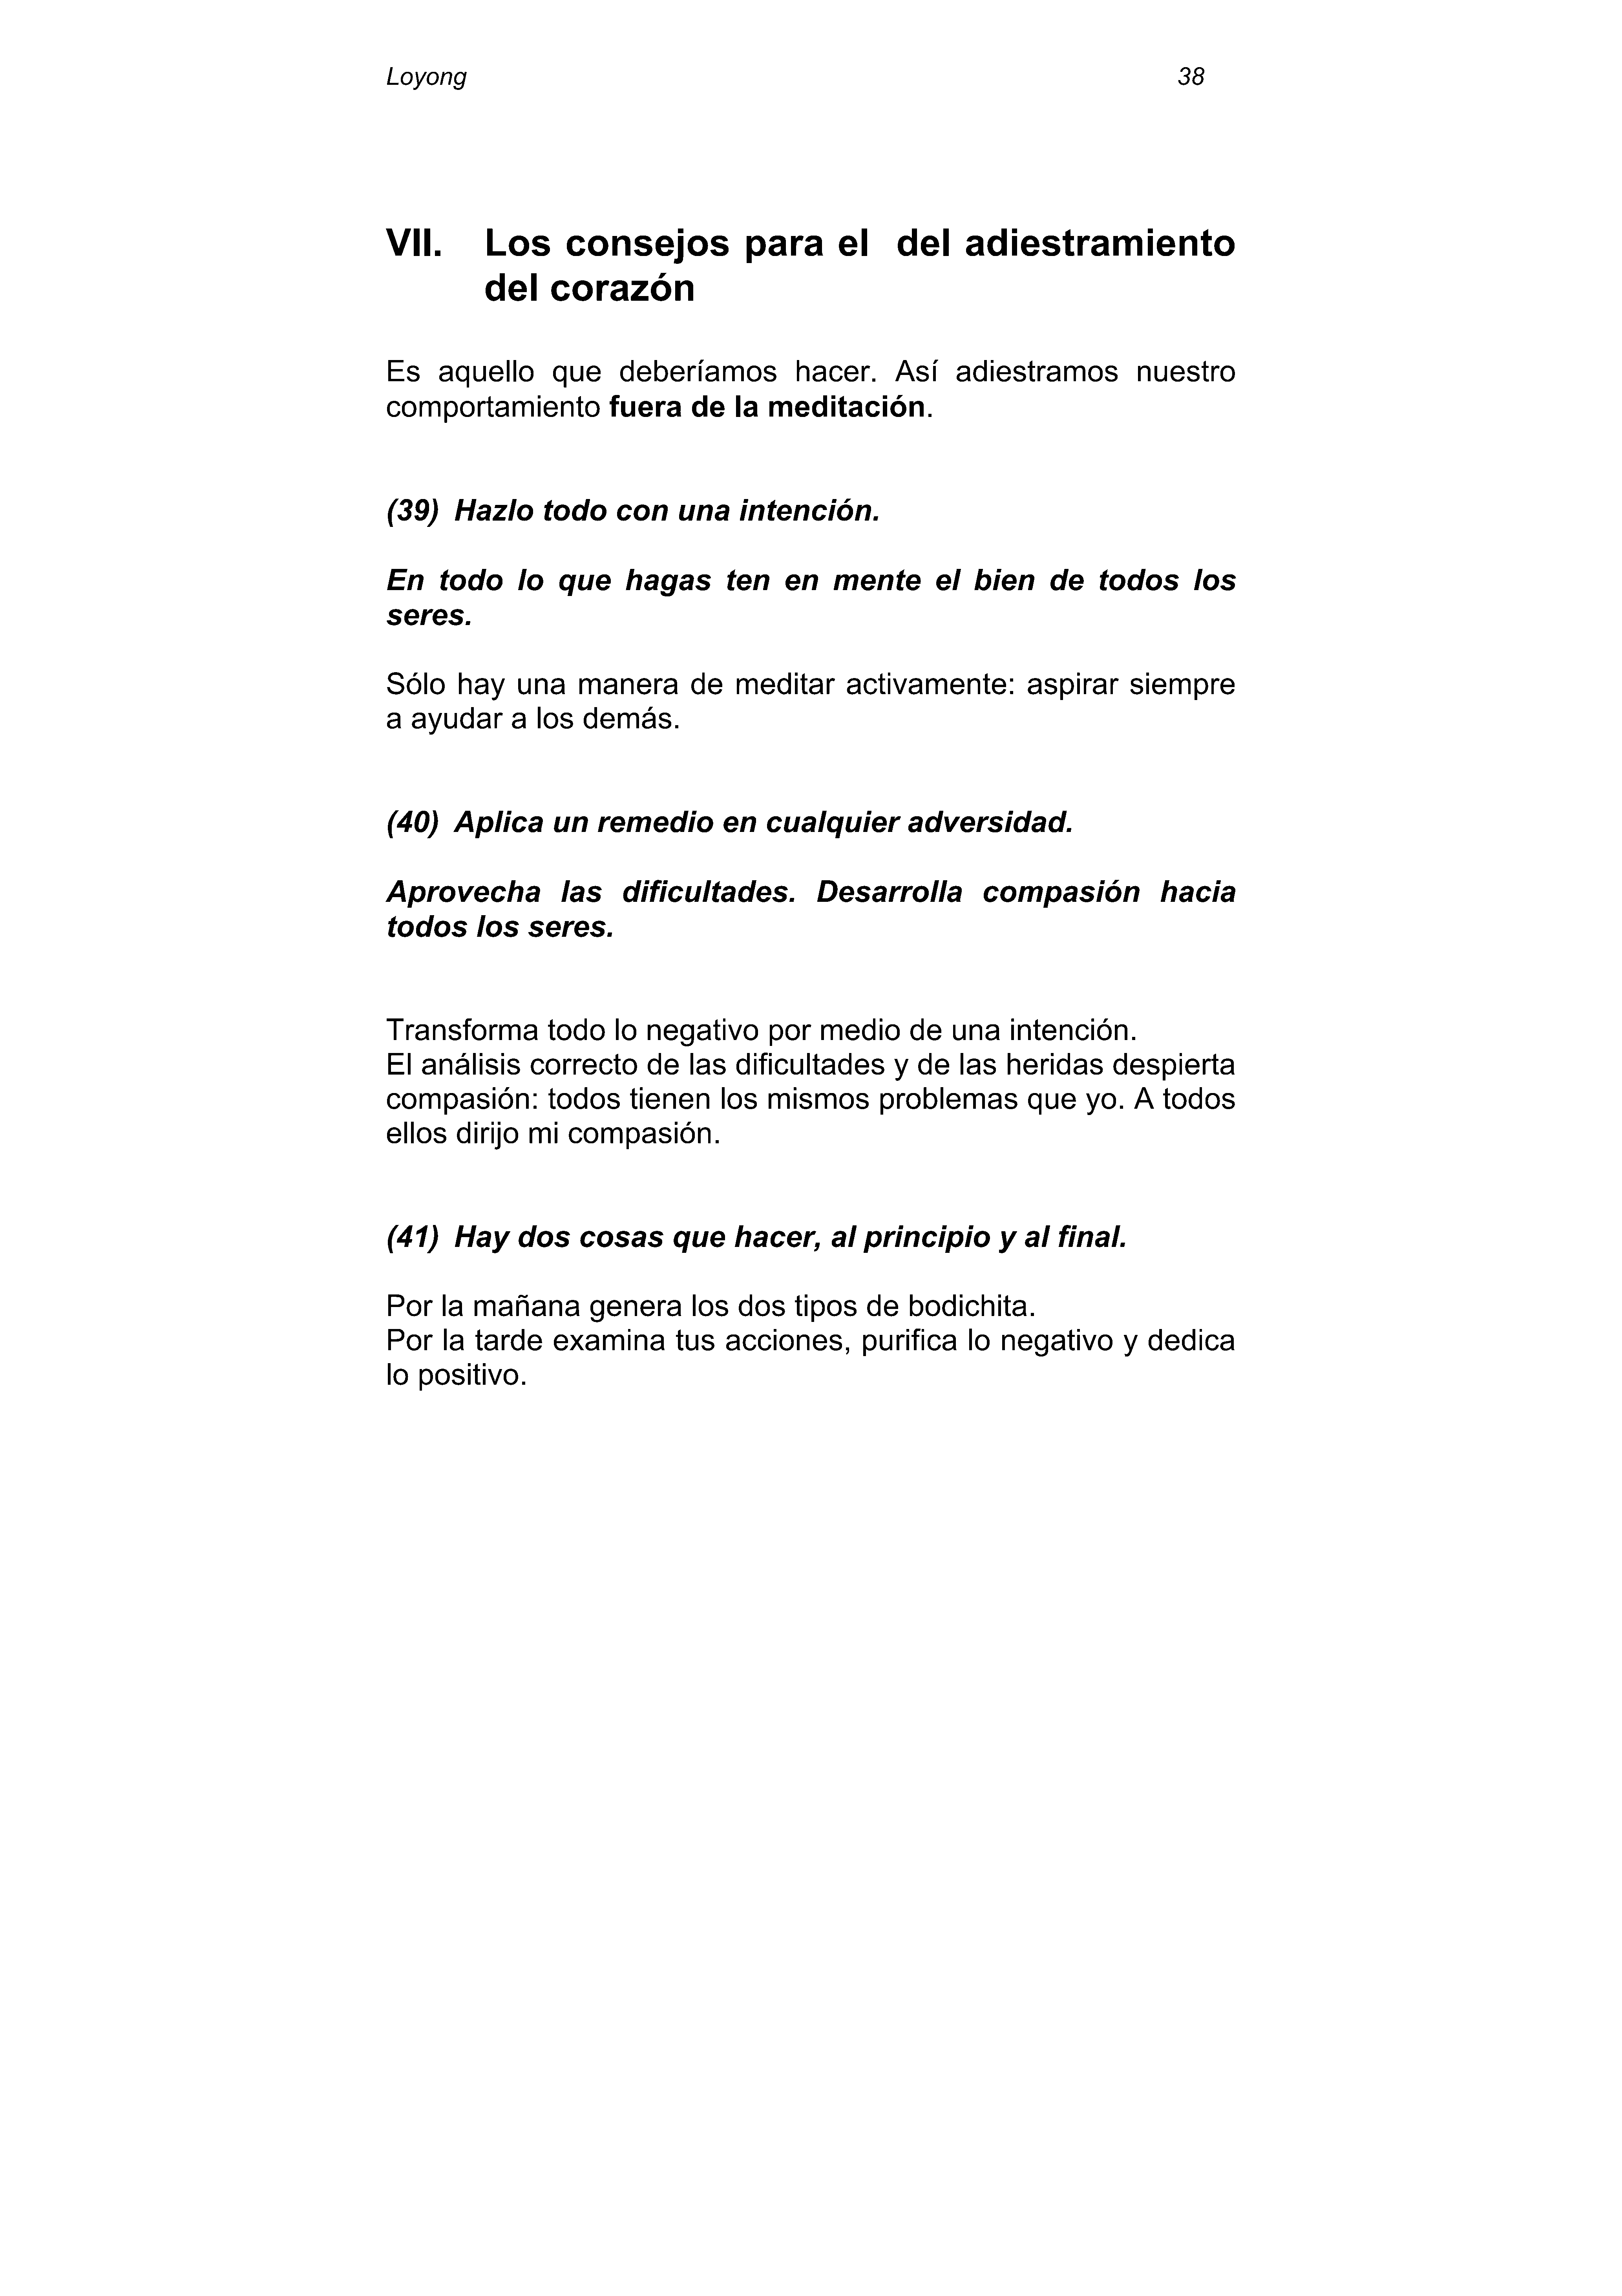 Loyong 38
VII. Los consejos para el  del adiestramiento
del corazón
Es aquello que deberíamos hacer. Así adiestramos nuestro
comportamiento fuera de la meditación.
(39) Hazlo todo con una intención.
En todo lo que hagas ten en mente el bien de todos los
seres.
Sólo hay una manera de meditar activamente: aspirar siempre
a ayudar a los demás.
(40) Aplica un remedio en cualquier adversidad.
Aprovecha las dificultades. Desarrolla compasión hacia
todos los seres.
Transforma todo lo negativo por medio de una intención.
El análisis correcto de las dificultades y de las heridas despierta
compasión: todos tienen los mismos problemas que yo. A todos
ellos dirijo mi compasión.
(41) Hay dos cosas que hacer, al principio y al final.
Por la mañana genera los dos tipos de bodichita.
Por la tarde examina tus acciones, purifica lo negativo y dedica
lo positivo.